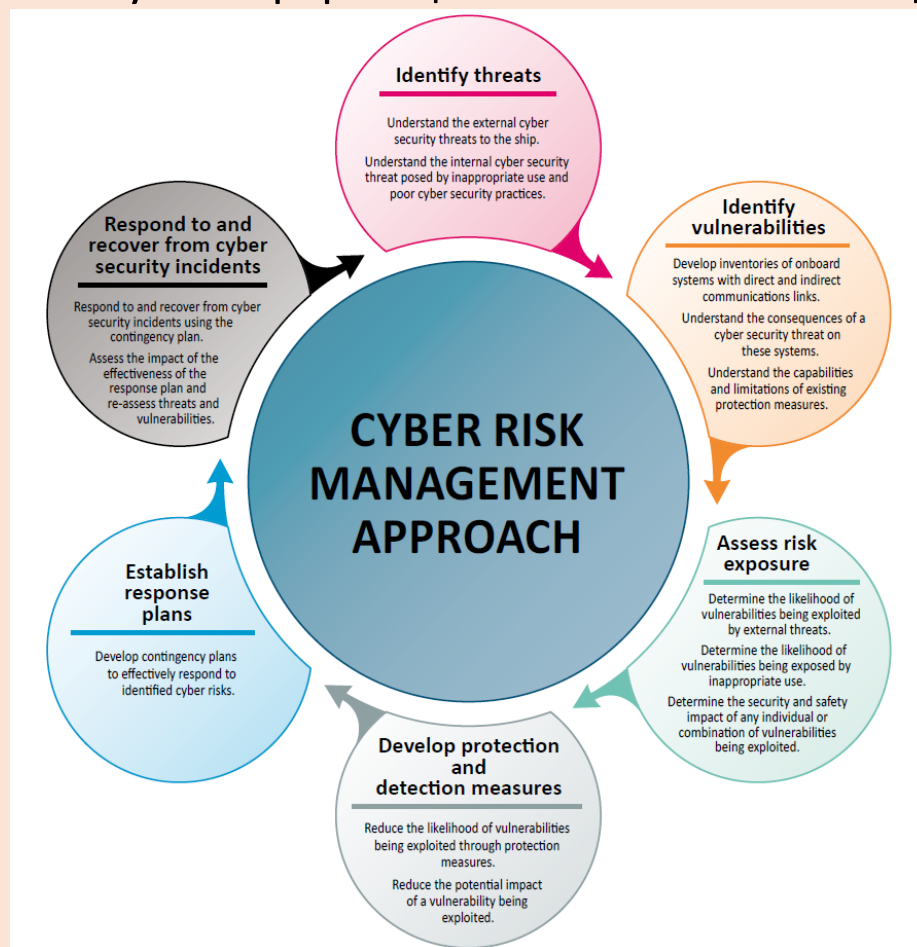 CYBER RISK
MANAGEMENT
APPROACH
Identify threats
Understand the external cyber
security threats to the ship.
Understand the internal cyber security
threat posed by inappropriate use and
poor cyber security practices.
Identify
vulnerabilities
Develop inventories of onboard
systems with direct and indirect
communications links.
Understand the consequences of a
cyber security threat on
these systems.
Understand the capabilities
and limitations of existing
protection measures.
Assess risk
exposure
Determine the likelihood of
vulnerabilities being exploited
by external threats.
Determine the likelihood of
vulnerabilities being exposed by
inappropriate use.
Determine the security and safety
impact of any individual or
combination of vulnerabilities
being exploited.
Develop protection
and
detection measures
Reduce the likelihood of vulnerabilities
being exploited through protection
measures.
Reduce the potential impact
of a vulnerability being
exploited.
Establish
response
plans
Develop contingency plans
to effectively respond to
identified cyber risks.
Respond to and
recover from cyber
security incidents
Respond to and recover from cyber
security incidents using the
contingency plan.
Assess the impact of the
effectiveness of the
response plan and
re-assess threats and
vulnerabilities.